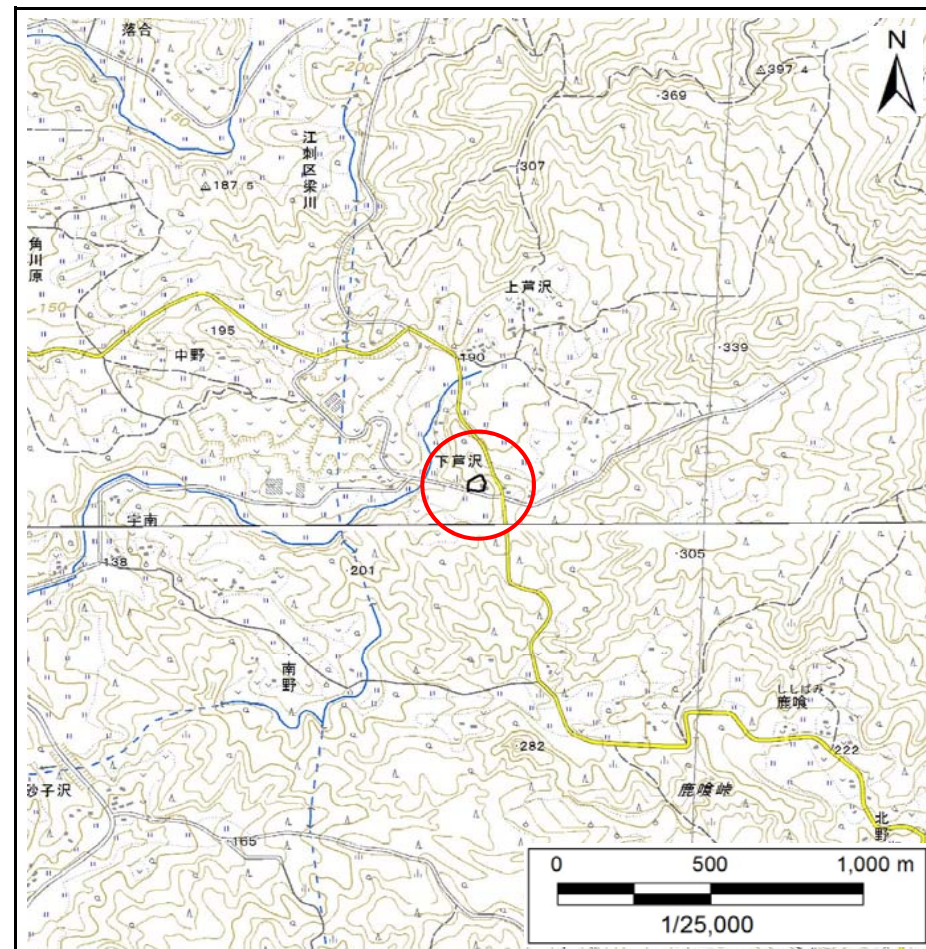 落合
200
150
N
△397.4
・369
江刺区梁川
・307
△187.5
角川原
150
上芦沢
・195
中野
190
・339
下芦沢
宇南
138
・201
・305
南野
ししばみ
鹿喰
・282
222
鹿喰峠
砂子沢
北野
・165
0 500 1,000 m
1/25,000